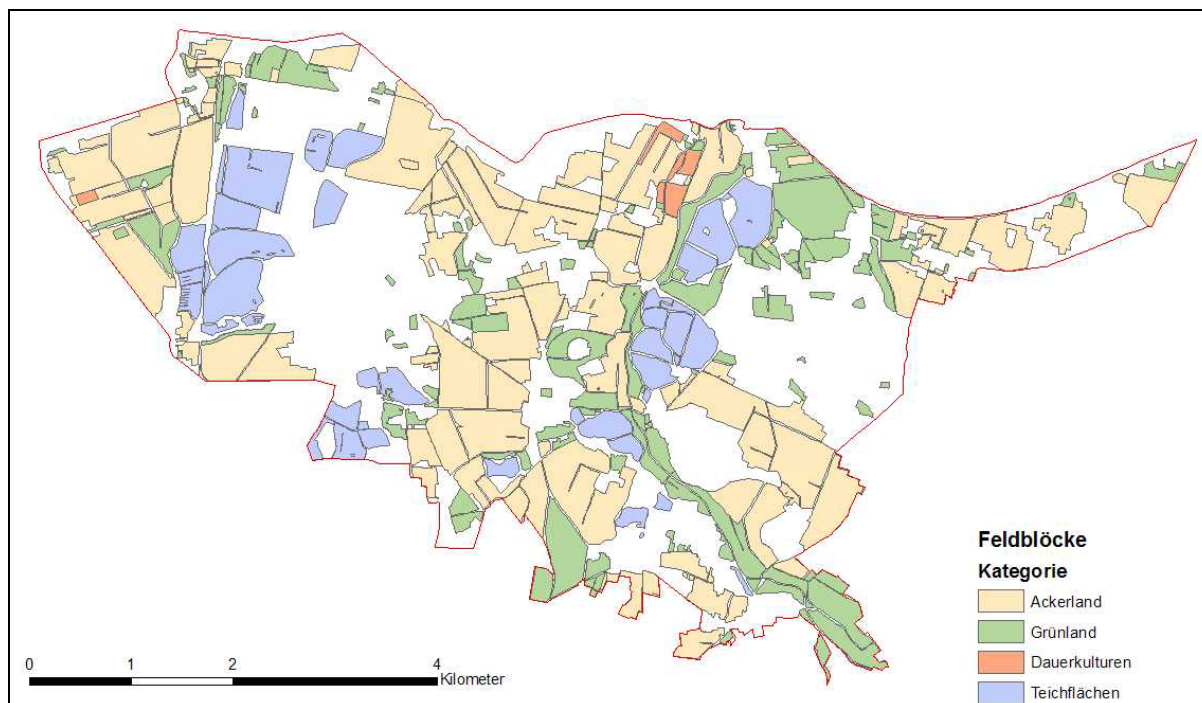 Feldblöcke
Kategorie
Ackerland
Grünland
Dauerkulturen
Teichflächen
0 1 2 4
Kilometer